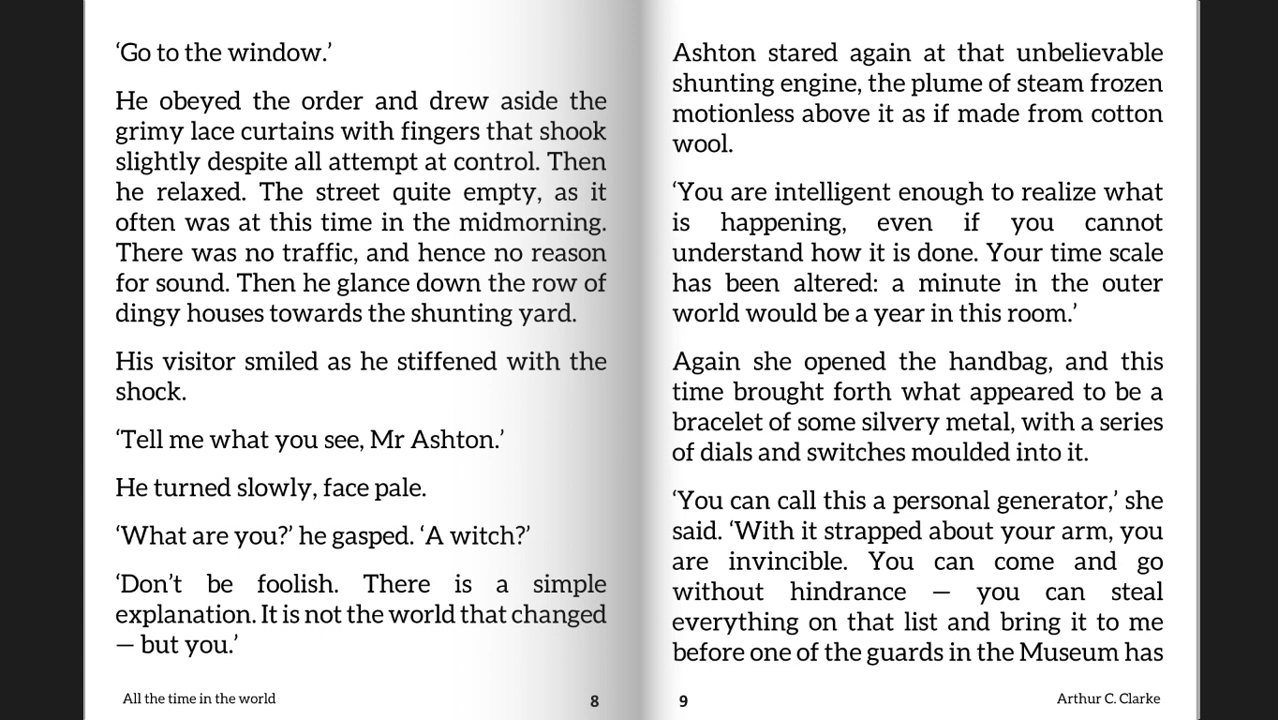 ‘Go to the window.’
He obeyed the order and drew aside the
grimy lace curtains with fingers that shook
slightly despite all attempt at control. Then
he relaxed. The street quite empty, as it
often was at this time in the midmorning.
There was no traffic, and hence no reason
for sound. Then he glance down the row of
dingy houses towards the shunting yard.
His visitor smiled as he stiffened with the
shock.
‘Tell me what you see, Mr Ashton.’
He turned slowly, face pale.
‘What are you?’ he gasped. ‘A witch?’
‘Don’t be foolish. There is a simple
explanation. It is not the world that changed
— but you.’
All the time in the world
8
Ashton stared again at that unbelievable
shunting engine, the plume of steam frozen
motionless above it as if made from cotton
wool.
‘You are intelligent enough to realize what
is happening, even if you cannot
understand how it is done. Your time scale
has been altered: a minute in the outer
world would be a year in this room.’
Again she opened the handbag, and this
time brought forth what appeared to be a
bracelet of some silvery metal, with a series
of dials and switches moulded into it.
‘You can call this a personal generator,’ she
said. ‘With it strapped about your arm, you
are invincible. You can come and go
without hindrance — you can steal
everything on that list and bring it to me
before one of the guards in the Museum has
9
Arthur C. Clarke